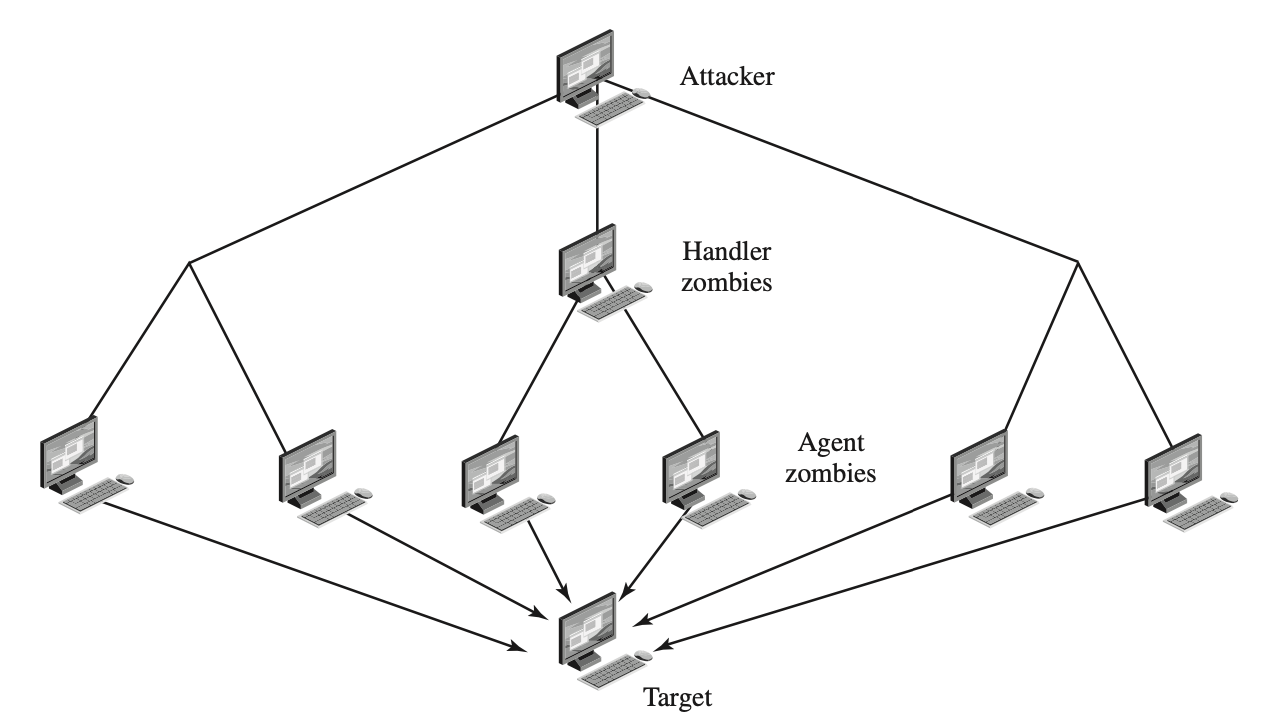 Attacker
Handler
zombies
Agent
zombies
Target